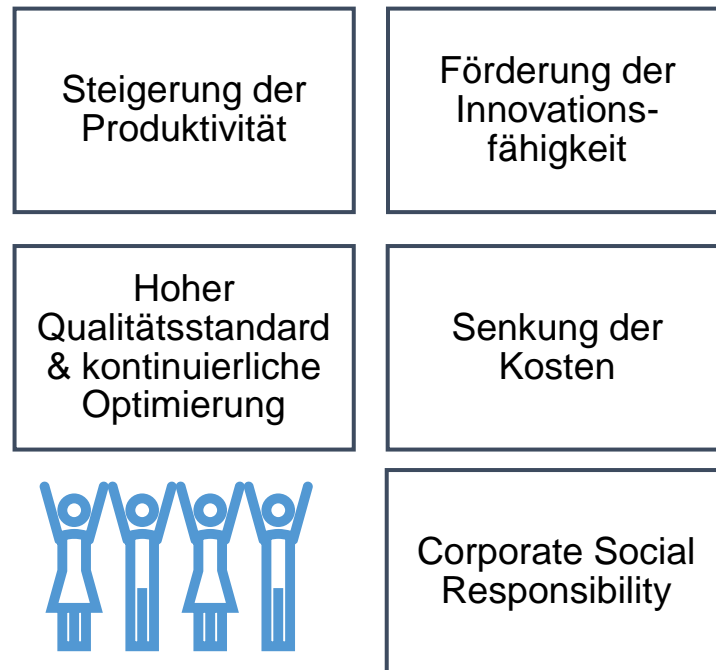 Steigerung der
Produktivität
Förderung der
Innovations-
fähigkeit
Hoher
Qualitätsstandard
& kontinuierliche
Optimierung
Senkung der
Kosten
Corporate Social
Responsibility